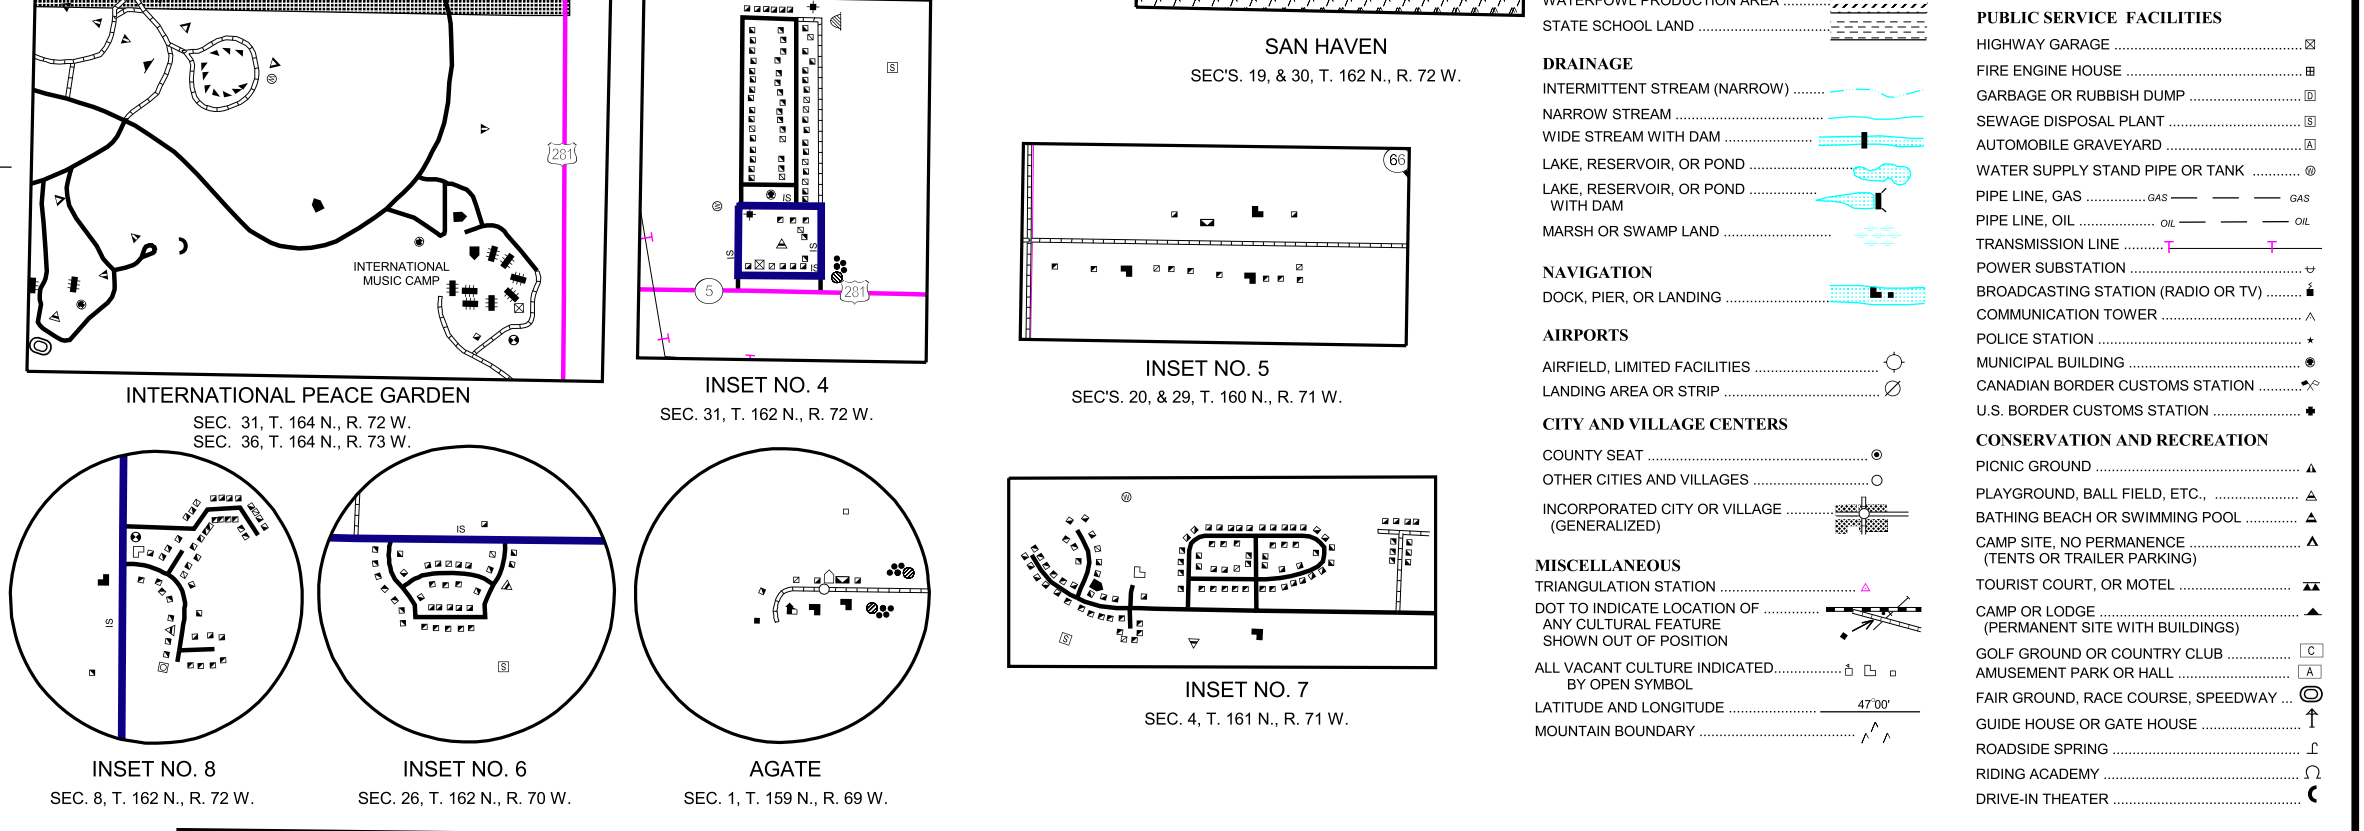 281
INTERNATIONAL
MUSIC CAMP
INTERNATIONAL PEACE GARDEN
SEC. 31, T. 164 N., R. 72 W.
SEC. 36, T. 164 N., R. 73 W.
S
W
IS
IS
IS
IS
5
281
INSET NO. 4
SEC. 31, T. 162 N., R. 72 W.
SAN HAVEN
SEC'S. 19, & 30, T. 162 N., R. 72 W.
66
INSET NO. 5
SEC'S. 20, & 29, T. 160 N., R. 71 W.
IS
INSET NO. 8
SEC. 8, T. 162 N., R. 72 W.
IS
S
INSET NO. 6
SEC. 26, T. 162 N., R. 70 W.
AGATE
SEC. 1, T. 159 N., R. 69 W.
W
S
INSET NO. 7
SEC. 4, T. 161 N., R. 71 W.
WATERFOWL PRODUCTION AREA
STATE SCHOOL LAND
DRAINAGE
INTERMITTENT STREAM (NARROW)
NARROW STREAM
WIDE STREAM WITH DAM
LAKE, RESERVOIR, OR POND
LAKE, RESERVOIR, OR POND
WITH DAM
MARSH OR SWAMP LAND
NAVIGATION
DOCK, PIER, OR LANDING
AIRPORTS
AIRFIELD, LIMITED FACILITIES
LANDING AREA OR STRIP
CITY AND VILLAGE CENTERS
COUNTY SEAT
OTHER CITIES AND VILLAGES
INCORPORATED CITY OR VILLAGE
(GENERALIZED)
MISCELLANEOUS
TRIANGULATION STATION
DOT TO INDICATE LOCATION OF
ANY CULTURAL FEATURE
SHOWN OUT OF POSITION
ALL VACANT CULTURE INDICATED
BY OPEN SYMBOL
LATITUDE AND LONGITUDE 47°00'
MOUNTAIN BOUNDARY
PUBLIC SERVICE FACILITIES
HIGHWAY GARAGE
FIRE ENGINE HOUSE
GARBAGE OR RUBBISH DUMP D
SEWAGE DISPOSAL PLANT S
AUTOMOBILE GRAVEYARD A
WATER SUPPLY STAND PIPE OR TANK W
PIPE LINE, GAS GAS GAS
PIPE LINE, OIL OIL OIL
TRANSMISSION LINE T T
POWER SUBSTATION
BROADCASTING STATION (RADIO OR TV)
COMMUNICATION TOWER
POLICE STATION
MUNICIPAL BUILDING
CANADIAN BORDER CUSTOMS STATION
U.S. BORDER CUSTOMS STATION
CONSERVATION AND RECREATION
PICNIC GROUND
PLAYGROUND, BALL FIELD, ETC.,
BATHING BEACH OR SWIMMING POOL
CAMP SITE, NO PERMANENCE
(TENTS OR TRAILER PARKING)
TOURIST COURT, OR MOTEL
CAMP OR LODGE
(PERMANENT SITE WITH BUILDINGS)
GOLF GROUND OR COUNTRY CLUB C
AMUSEMENT PARK OR HALL A
FAIR GROUND, RACE COURSE, SPEEDWAY
GUIDE HOUSE OR GATE HOUSE
ROADSIDE SPRING
RIDING ACADEMY
DRIVE-IN THEATER